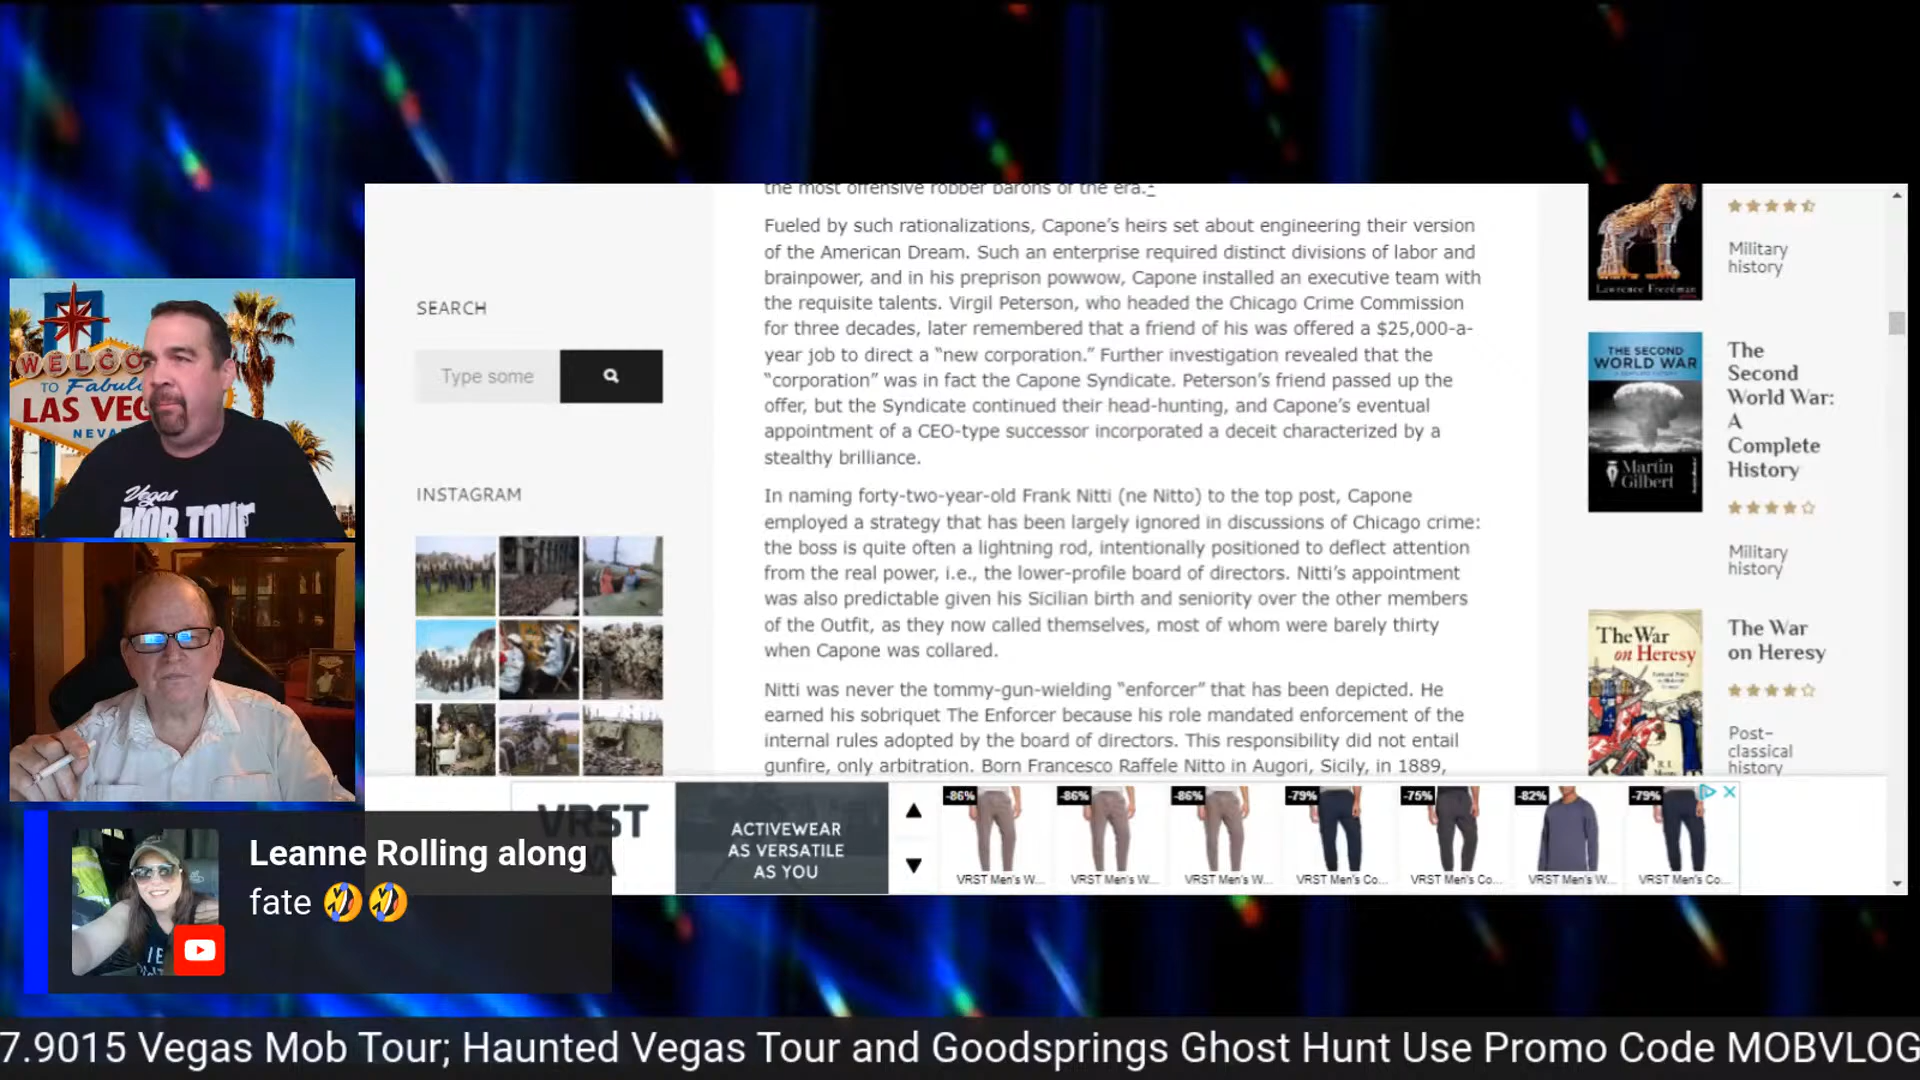 the most offensive robber barons of the era.
Fueled by such rationalizations, Capone's heirs set about engineering their version
of the American Dream. Such an enterprise required distinct divisions of labor and
brainpower, and in his preprison powwow, Capone installed an executive team with
the requisite talents. Virgil Peterson, who headed the Chicago Crime Commission
for three decades, later remembered that a friend of his was offered a $25,000-a-
year job to direct a "new corporation." Further investigation revealed that the
"corporation" was in fact the Capone Syndicate. Peterson's friend passed up the
offer, but the Syndicate continued their head-hunting, and Capone's eventual
appointment of a CEO-type successor incorporated a deceit characterized by a
stealthy brilliance.
In naming forty-two-year-old Frank Nitti (ne Nitto) to the top post, Capone
employed a strategy that has been largely ignored in discussions of Chicago crime:
the boss is quite often a lightning rod, intentionally positioned to deflect attention
from the real power, i.e., the lower-profile board of directors. Nitti's appointment
was also predictable given his Sicilian birth and seniority over the other members
of the Outfit, as they now called themselves, most of whom were barely thirty
when Capone was collared.
Nitti was never the tommy-gun-wielding "enforcer" that has been depicted. He
earned his sobriquet The Enforcer because his role mandated enforcement of the
internal rules adopted by the board of directors. This responsibility did not entail
gunfire, only arbitration. Born Francesco Raffele Nitto in Augori, Sicily, in 1889,
SEARCH
Type some
INSTAGRAM
Lawrence Freedman
Military
history
THE SECOND
WORLD WAR
Martin
Gilbert
The
Second
World War:
A
Complete
History
Military
history
The War
on Heresy
The War
on Heresy
Post-
classical
history
WELCO
TO Fabul
LAS VEG
NEVA
Vegas
MOB TOUR
VRST
ACTIVEWEAR
AS VERSATILE
AS YOU
-86%
-86%
-86%
-79%
-75%
-82%
-79%
VRST Men's W...
VRST Men's W...
VRST Men's W...
VRST Men's Co...
VRST Men's Co...
VRST Men's W...
VRST Men's Co...
Leanne Rolling along
fate 🤣🤣
7.9015 Vegas Mob Tour; Haunted Vegas Tour and Goodsprings Ghost Hunt Use Promo Code MOBVLOG